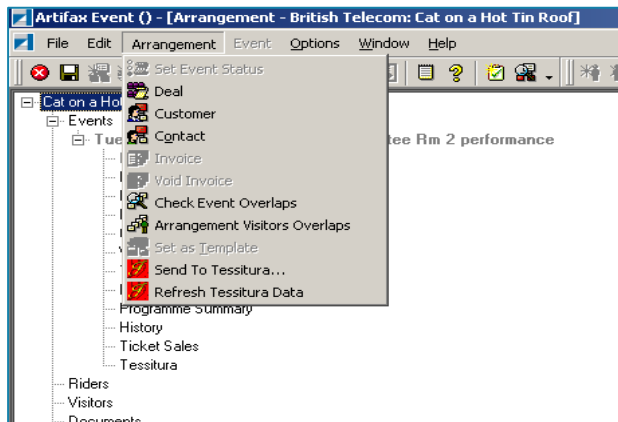 Artifax Event () - [Arrangement - British Telecom: Cat on a Hot Tin Roof]
File Edit Arrangement Event Options Window Help
Set Event Status
Deal
Customer
Contact
Invoice
Void Invoice
Check Event Overlaps
Arrangement Visitors Overlaps
Set as Template
Send To Tessitura...
Refresh Tessitura Data
Cat on a Hot
Events
Tue tee Rm 2 performance
Programme Summary
History
Ticket Sales
Tessitura
Riders
Visitors
Documents